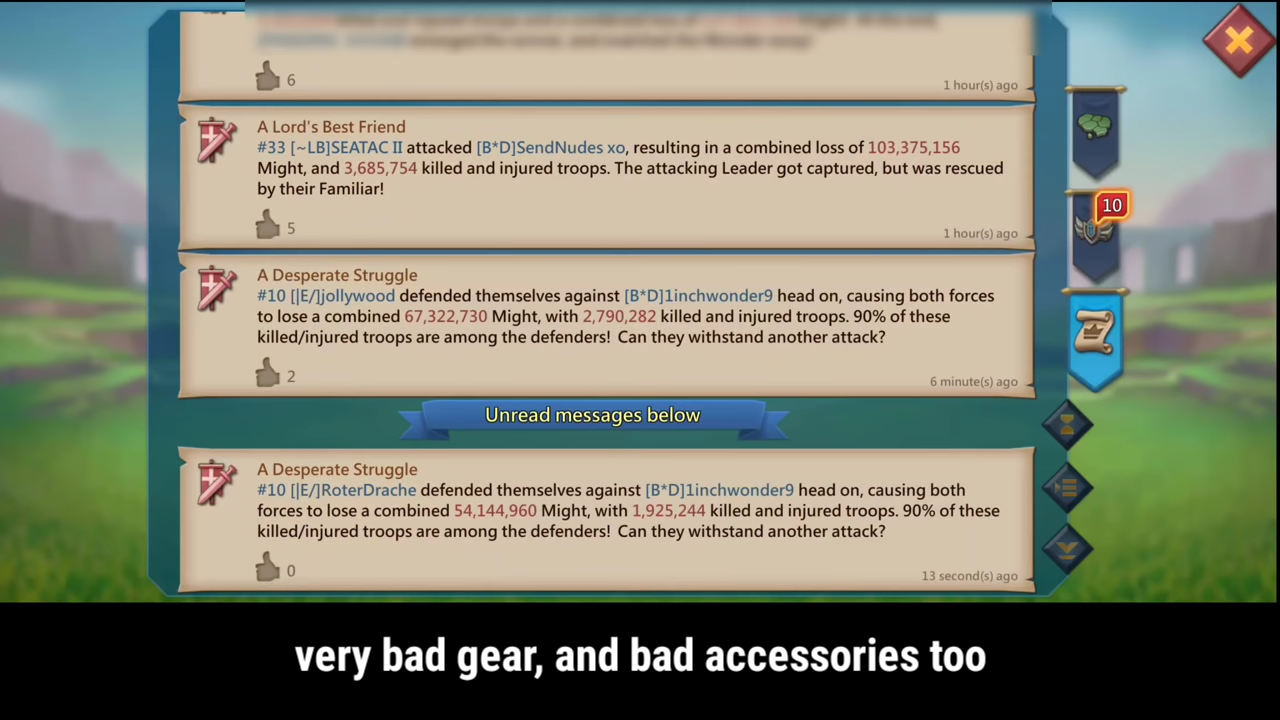 6
1 hour(s) ago
A Lord's Best Friend
#33 [~LB]SEATAC II attacked [B*D]SendNudes xo, resulting in a combined loss of 103,375,156
Might, and 3,685,754 killed and injured troops. The attacking Leader got captured, but was rescued
by their Familiar!
5
1 hour(s) ago
10
A Desperate Struggle
#10 [|E/]jollywood defended themselves against [B*D]1inchwonder9 head on, causing both forces
to lose a combined 67,322,730 Might, with 2,790,282 killed and injured troops. 90% of these
killed/injured troops are among the defenders! Can they withstand another attack?
2
6 minute(s) ago
Unread messages below
A Desperate Struggle
#10 [|E/]RoterDrache defended themselves against [B*D]1inchwonder9 head on, causing both
forces to lose a combined 54,144,960 Might, with 1,925,244 killed and injured troops. 90% of these
killed/injured troops are among the defenders! Can they withstand another attack?
0
13 second(s) ago
very bad gear, and bad accessories too